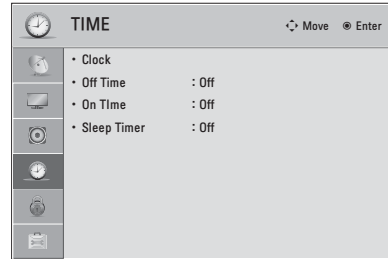 TIME
Move Enter
• Clock
• Off Time : Off
• On TIme : Off
• Sleep Timer : Off